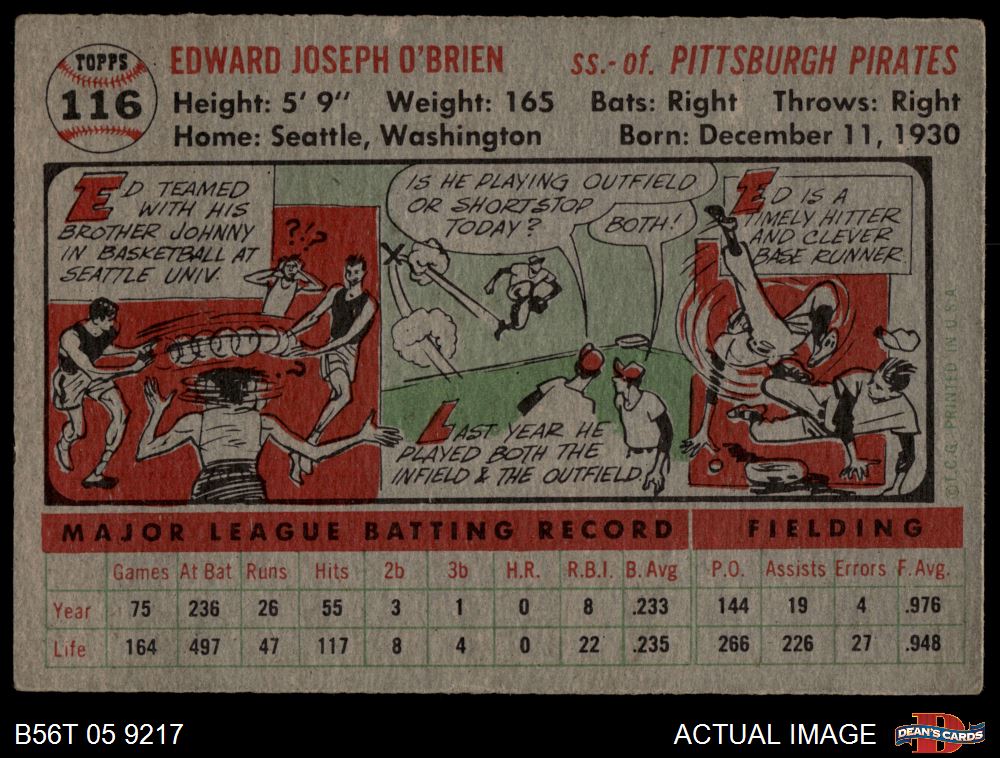 TOPPS
116
EDWARD JOSEPH O'BRIEN ss.-of. PITTSBURGH PIRATES
Height: 5' 9" Weight: 165 Bats: Right Throws: Right
Home: Seattle, Washington Born: December 11, 1930
ED TEAMED
WITH HIS
BROTHER JOHNNY
IN BASKETBALL AT
SEATTLE UNIV.
?!?
?
IS HE PLAYING OUTFIELD
OR SHORTSTOP
TODAY?
BOTH!
LAST YEAR HE
PLAYED BOTH THE
INFIELD & THE OUTFIELD.
ED IS A
TIMELY HITTER
AND CLEVER
BASE RUNNER.
© T.C.G. PRINTED IN U.S.A.
MAJOR LEAGUE BATTING RECORD FIELDING
Games At Bat Runs Hits 2b 3b H.R. R.B.I. B. Avg P.O. Assists Errors F. Avg.
Year 75 236 26 55 3 1 0 8 .233 144 19 4 .976
Life 164 497 47 117 8 4 0 22 .235 266 226 27 .948
B56T 05 9217 ACTUAL IMAGE
DEAN'S CARDS